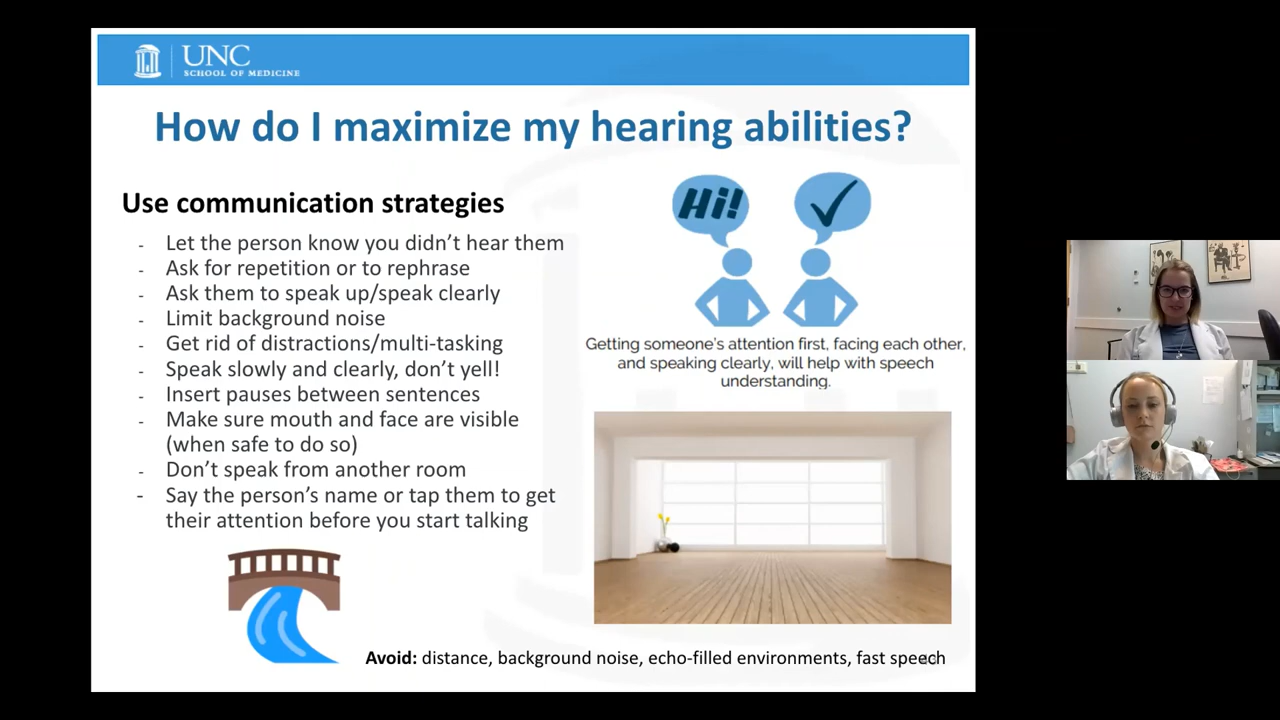 UNC
SCHOOL OF MEDICINE
How do I maximize my hearing abilities?
Use communication strategies
- Let the person know you didn't hear them
- Ask for repetition or to rephrase
- Ask them to speak up/speak clearly
- Limit background noise
- Get rid of distractions/multi-tasking
- Speak slowly and clearly, don't yell!
- Insert pauses between sentences
- Make sure mouth and face are visible
(when safe to do so)
- Don't speak from another room
- Say the person's name or tap them to get
their attention before you start talking
Hi!
Getting someone's attention first, facing each other,
and speaking clearly, will help with speech
understanding.
Avoid: distance, background noise, echo-filled environments, fast speech